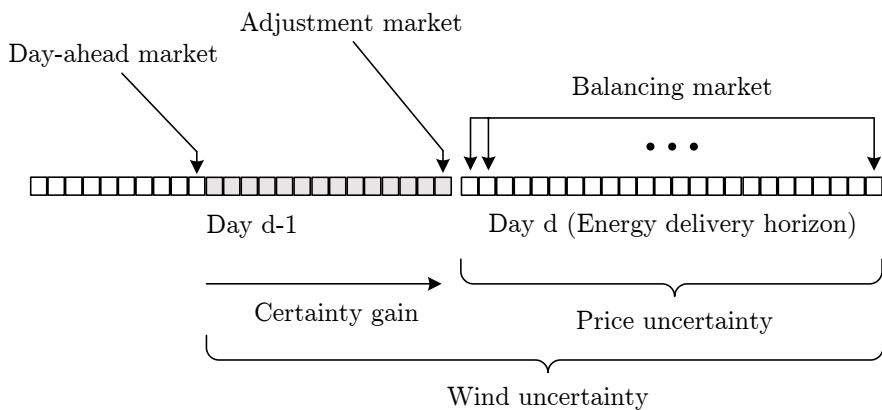 Adjustment market
Day-ahead market
Balancing market
Day d-1
Day d (Energy delivery horizon)
Certainty gain
Price uncertainty
Wind uncertainty